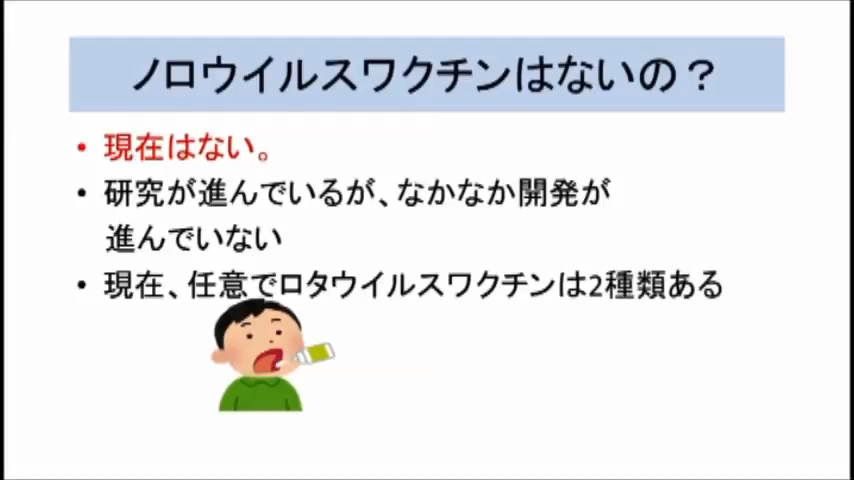 ノロウイルスワクチンはないの？
• 現在はない。
• 研究が進んでいるが、なかなか開発が
進んでいない
• 現在、任意でロタウイルスワクチンは2種類ある